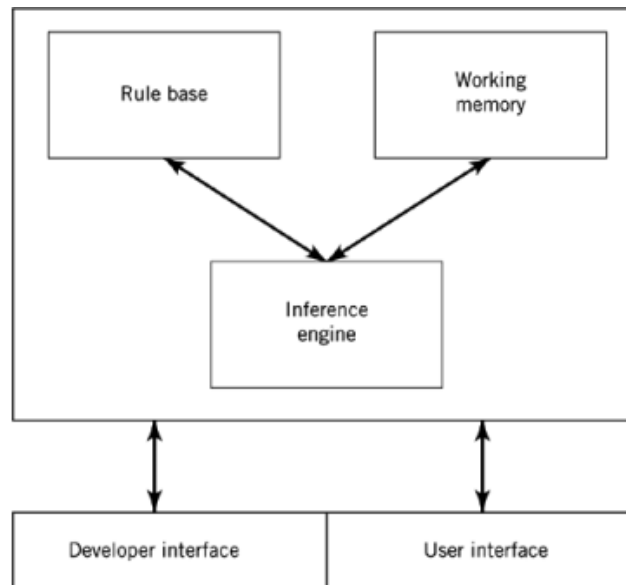 Rule base
Working
memory
Inference
engine
Developer interface
User interface